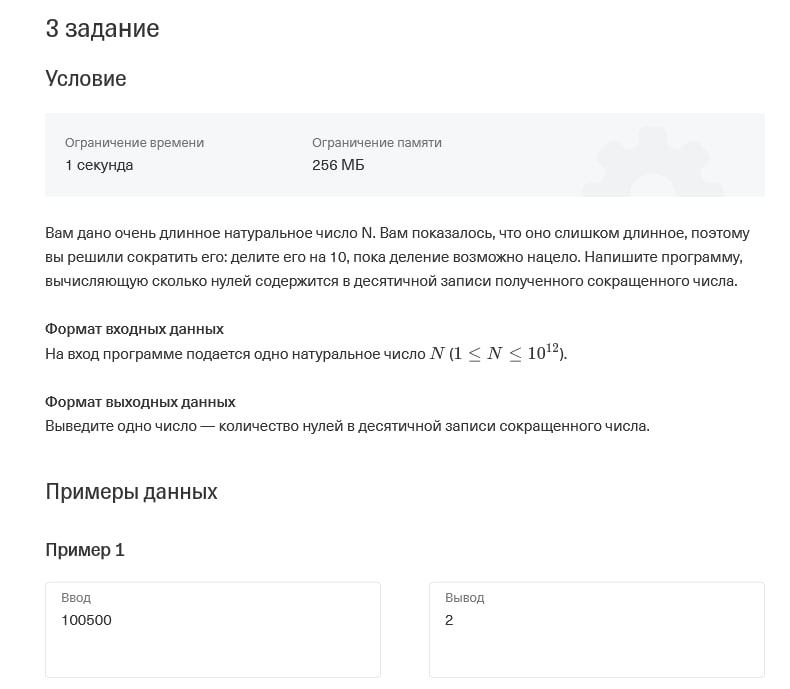 3 задание
Условие
Ограничение времени
1 секунда
Ограничение памяти
256 МБ
Вам дано очень длинное натуральное число N. Вам показалось, что оно слишком длинное, поэтому
вы решили сократить его: делите его на 10, пока деление возможно нацело. Напишите программу,
вычисляющую сколько нулей содержится в десятичной записи полученного сокращенного числа.
Формат входных данных
На вход программе подается одно натуральное число N (1 ≤ N ≤ 10¹²).
Формат выходных данных
Выведите одно число — количество нулей в десятичной записи сокращенного числа.
Примеры данных
Пример 1
Ввод
100500
Вывод
2